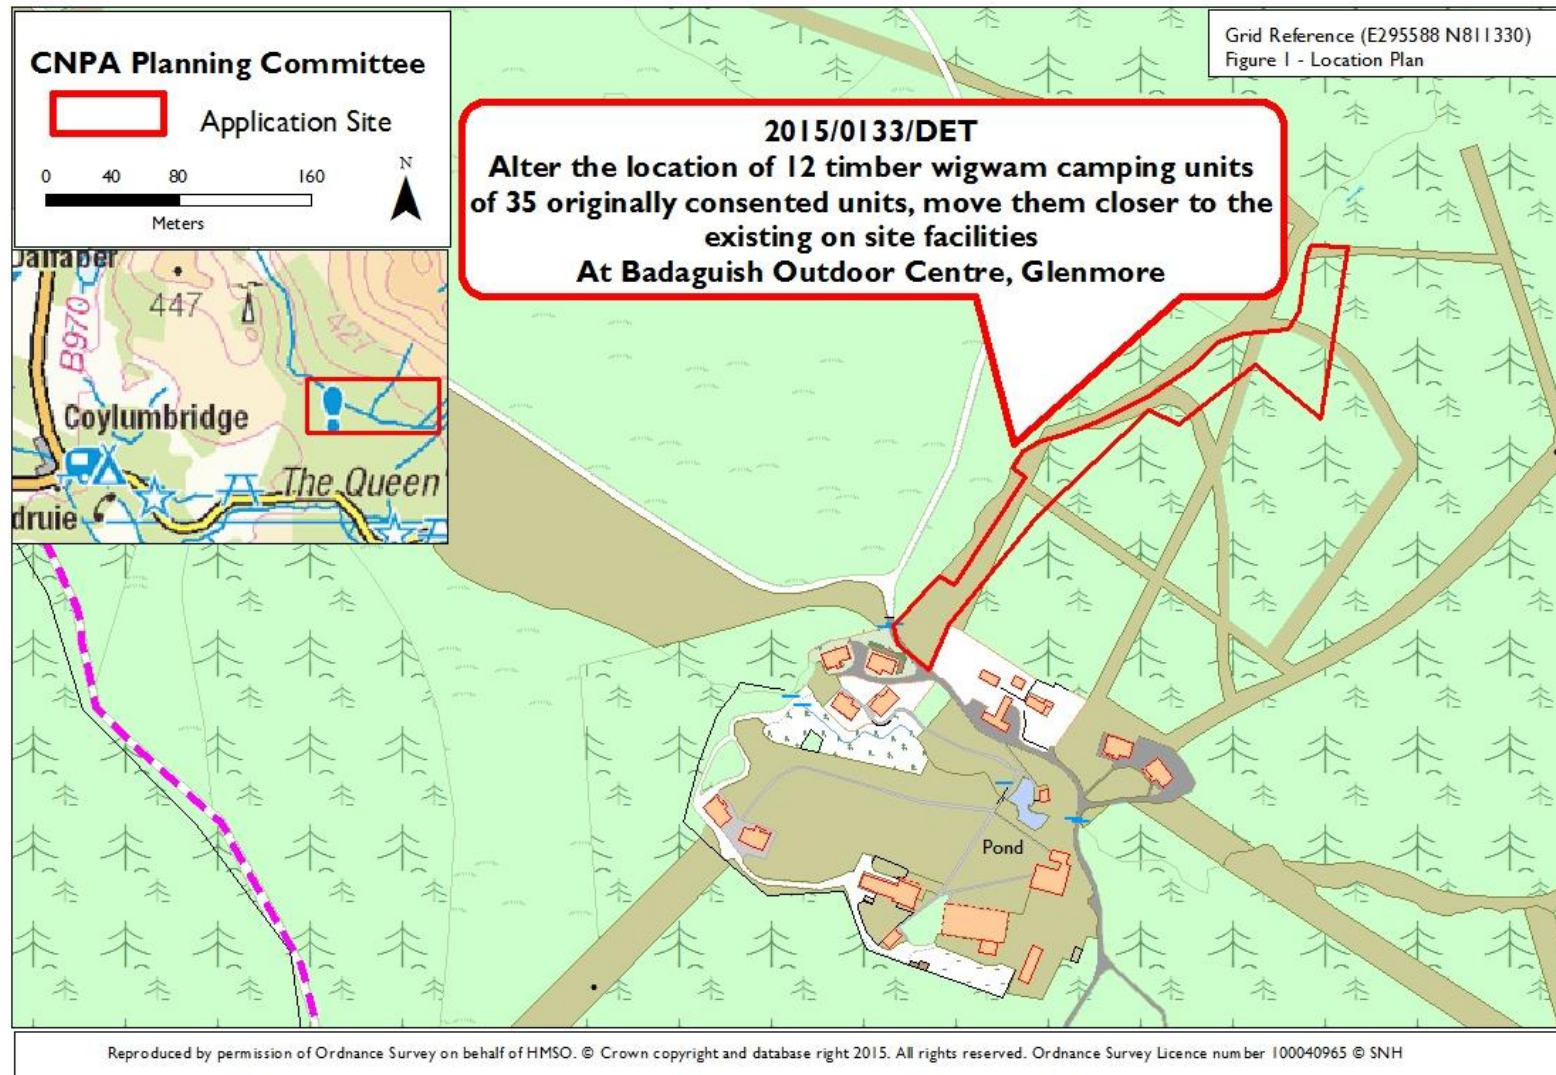 CNPA Planning Committee
Application Site
0 40 80 160
Meters
N
Grid Reference (E295588 N811330)
Figure 1 - Location Plan
2015/0133/DET
Alter the location of 12 timber wigwam camping units
of 35 originally consented units, move them closer to the
existing on site facilities
At Badaguish Outdoor Centre, Glenmore
Dalfaber
B970
447
427
Coylumbridge
The Queen'
druie
Pond
Reproduced by permission of Ordnance Survey on behalf of HMSO. © Crown copyright and database right 2015. All rights reserved. Ordnance Survey Licence number 100040965 © SNH